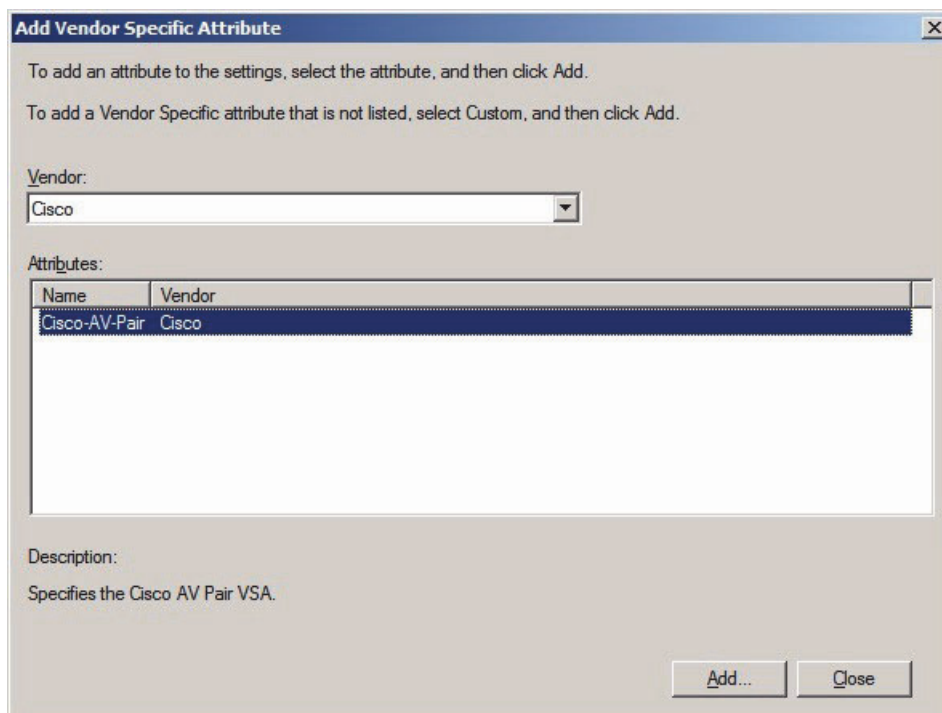 Add Vendor Specific Attribute
To add an attribute to the settings, select the attribute, and then click Add.
To add a Vendor Specific attribute that is not listed, select Custom, and then click Add.
Vendor:
Cisco
Attributes:
Name Vendor
Cisco-AV-Pair Cisco
Description:
Specifies the Cisco AV Pair VSA.
Add... Close